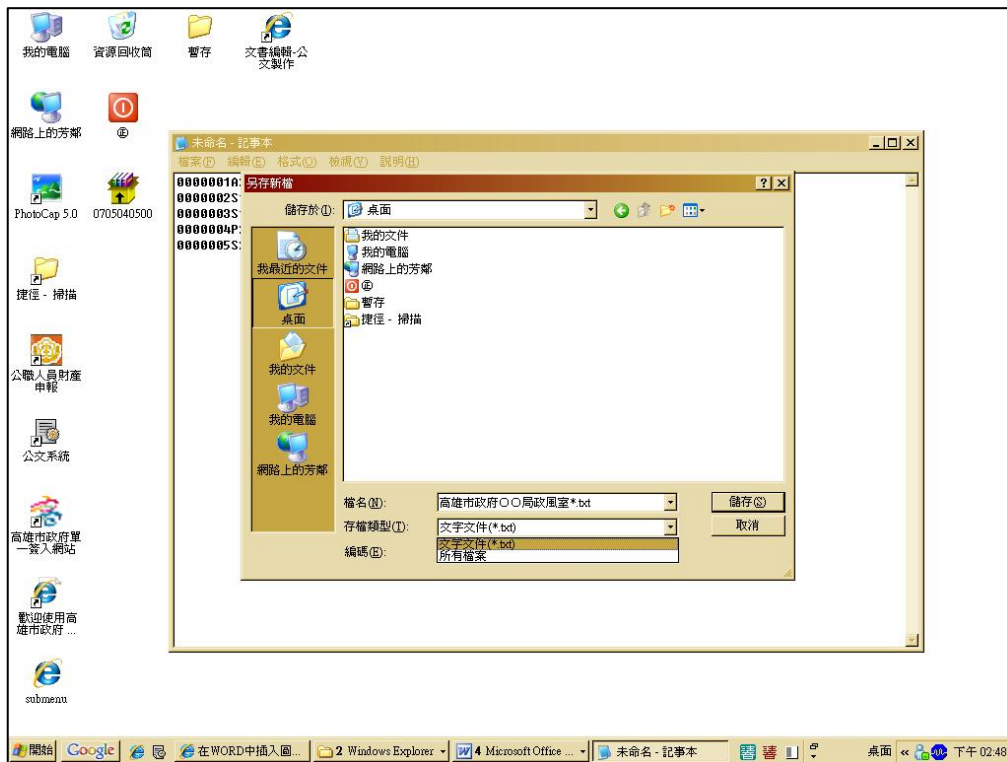 我的電腦
資源回收筒
暫存
文書編輯-公
文製作
網路上的芳鄰
㊣
PhotoCap 5.0
0705040500
捷徑 - 掃描
公職人員財產
申報
公文系統
高雄市政府單
一簽入網站
歡迎使用高
雄市政府 ...
submenu
未命名 - 記事本
檔案(F) 編輯(E) 格式(O) 檢視(V) 說明(H)
0000001A
0000002S
0000003S
0000004P
0000005S
另存新檔
儲存於(I):
桌面
我最近的文件
桌面
我的文件
我的電腦
網路上的芳鄰
我的文件
我的電腦
網路上的芳鄰
㊣
暫存
捷徑 - 掃描
檔名(N):
高雄市政府○○局政風室*.txt
儲存(S)
存檔類型(T):
文字文件(*.txt)
取消
文字文件(*.txt)
編碼(E):
所有檔案
開始
Google
在WORD中插入圖...
2 Windows Explorer
4 Microsoft Office ...
未命名 - 記事本
桌面
下午 02:48